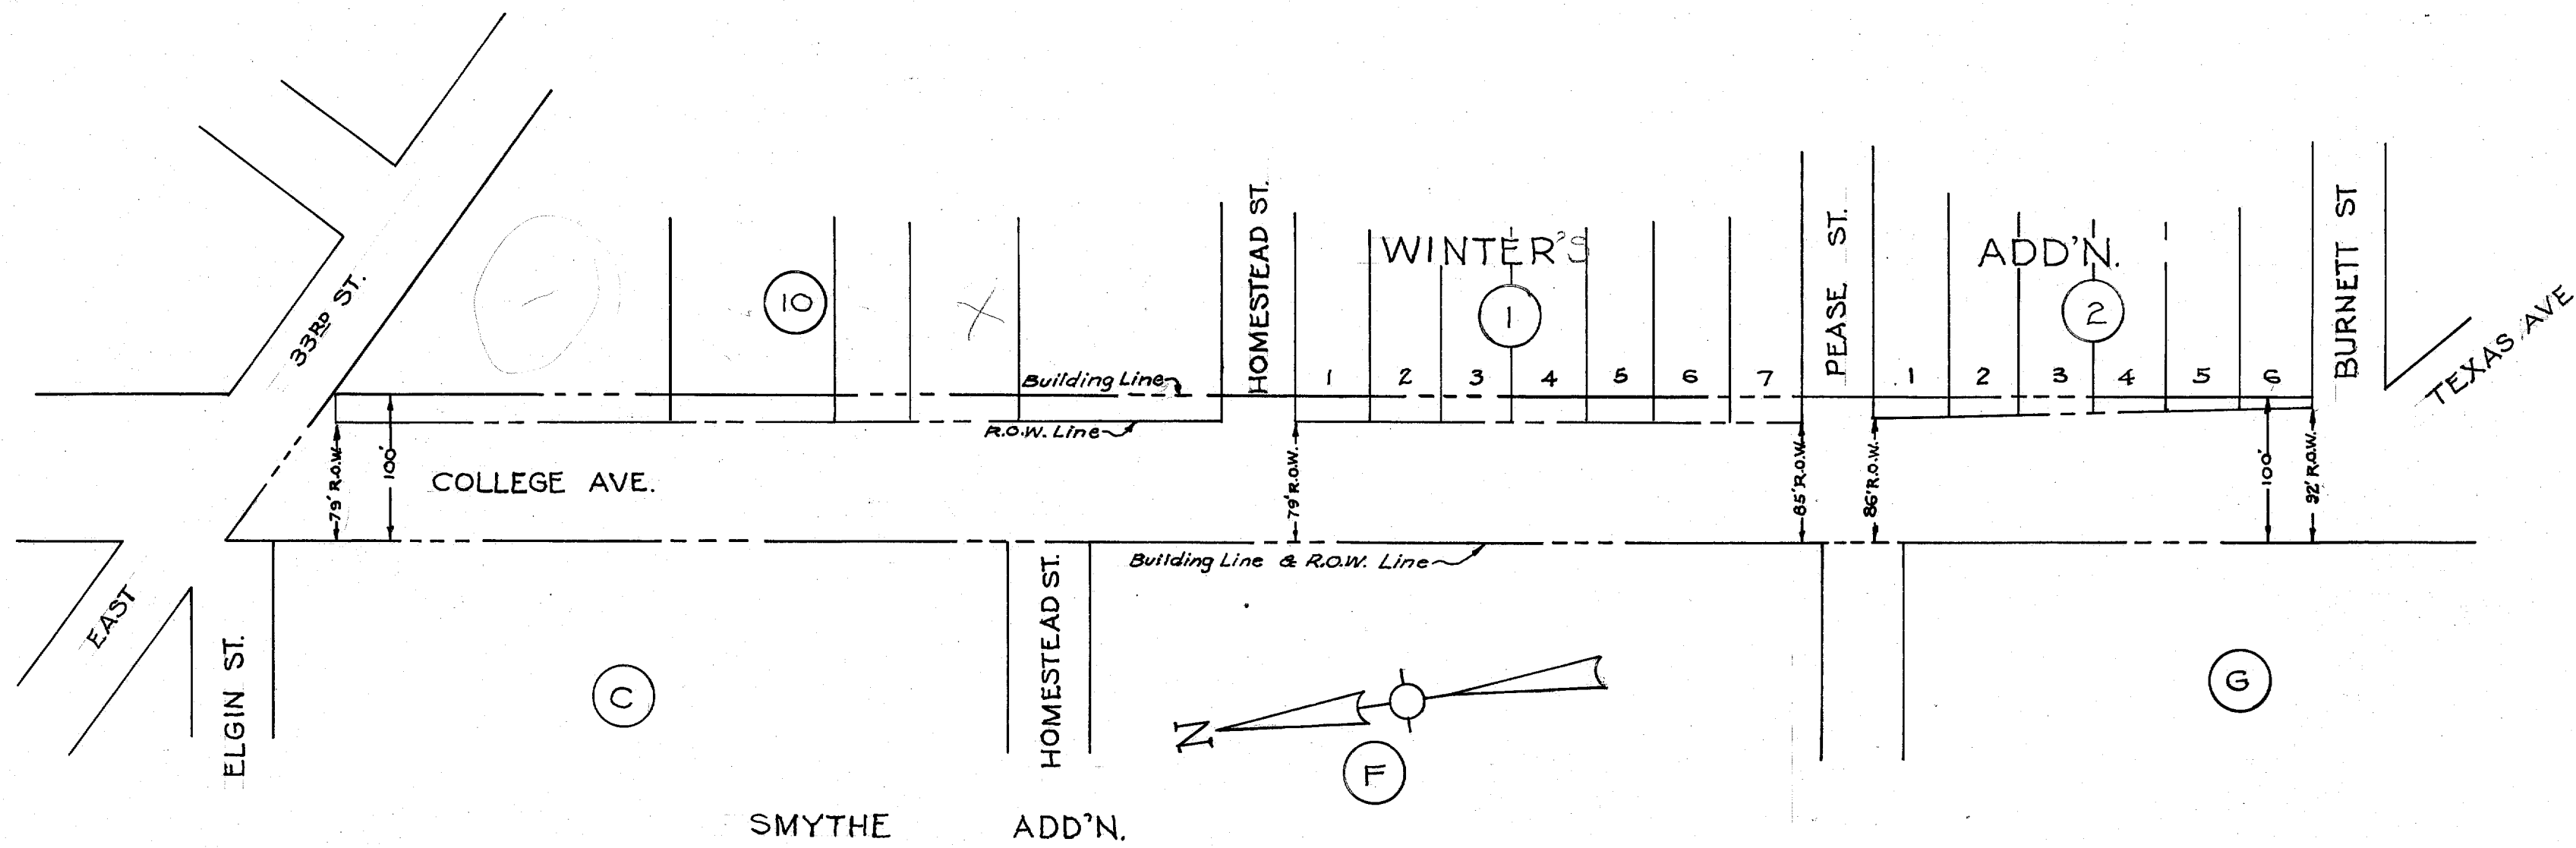 33RD ST.
10
HOMESTEAD ST.
WINTER'S ADD'N.
1
PEASE ST.
2
BURNETT ST
TEXAS AVE
Building Line
1 2 3 4 5 6 7
1 2 3 4 5 6
R.O.W. Line
79' R.O.W.
100'
COLLEGE AVE.
79' R.O.W.
85' R.O.W.
86' R.O.W.
100'
92' R.O.W.
Building Line & R.O.W. Line
EAST
ELGIN ST.
C
HOMESTEAD ST.
N
F
G
SMYTHE ADD'N.